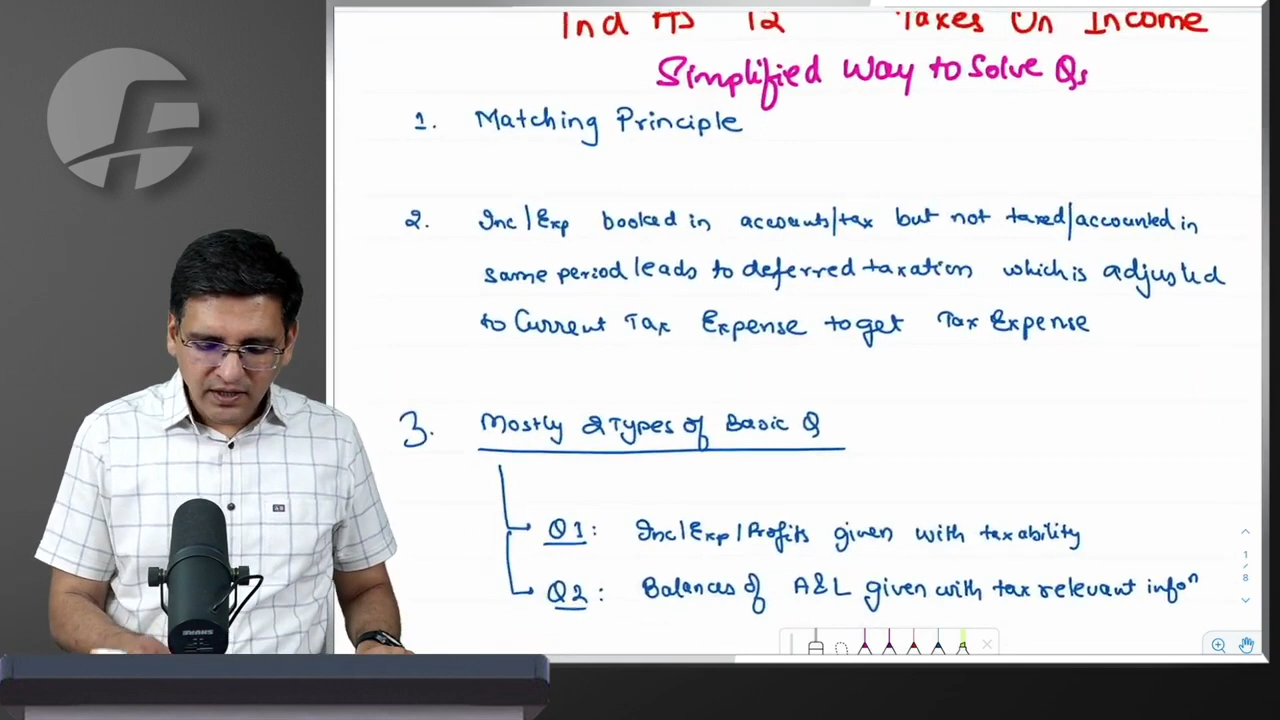 Ind AS 12 Taxes On Income
Simplified Way to Solve Qs
1. Matching Principle
2. Inc/Exp booked in accounts/tax but not taxed/accounted in
same period leads to deferred taxation which is adjusted
to Current Tax Expense to get Tax Expense
3. Mostly 2 Types of Basic Q
Q1: Inc/Exp/Profits given with taxability
Q2: Balances of A&L given with tax relevant infoⁿ
1/8
SHURE